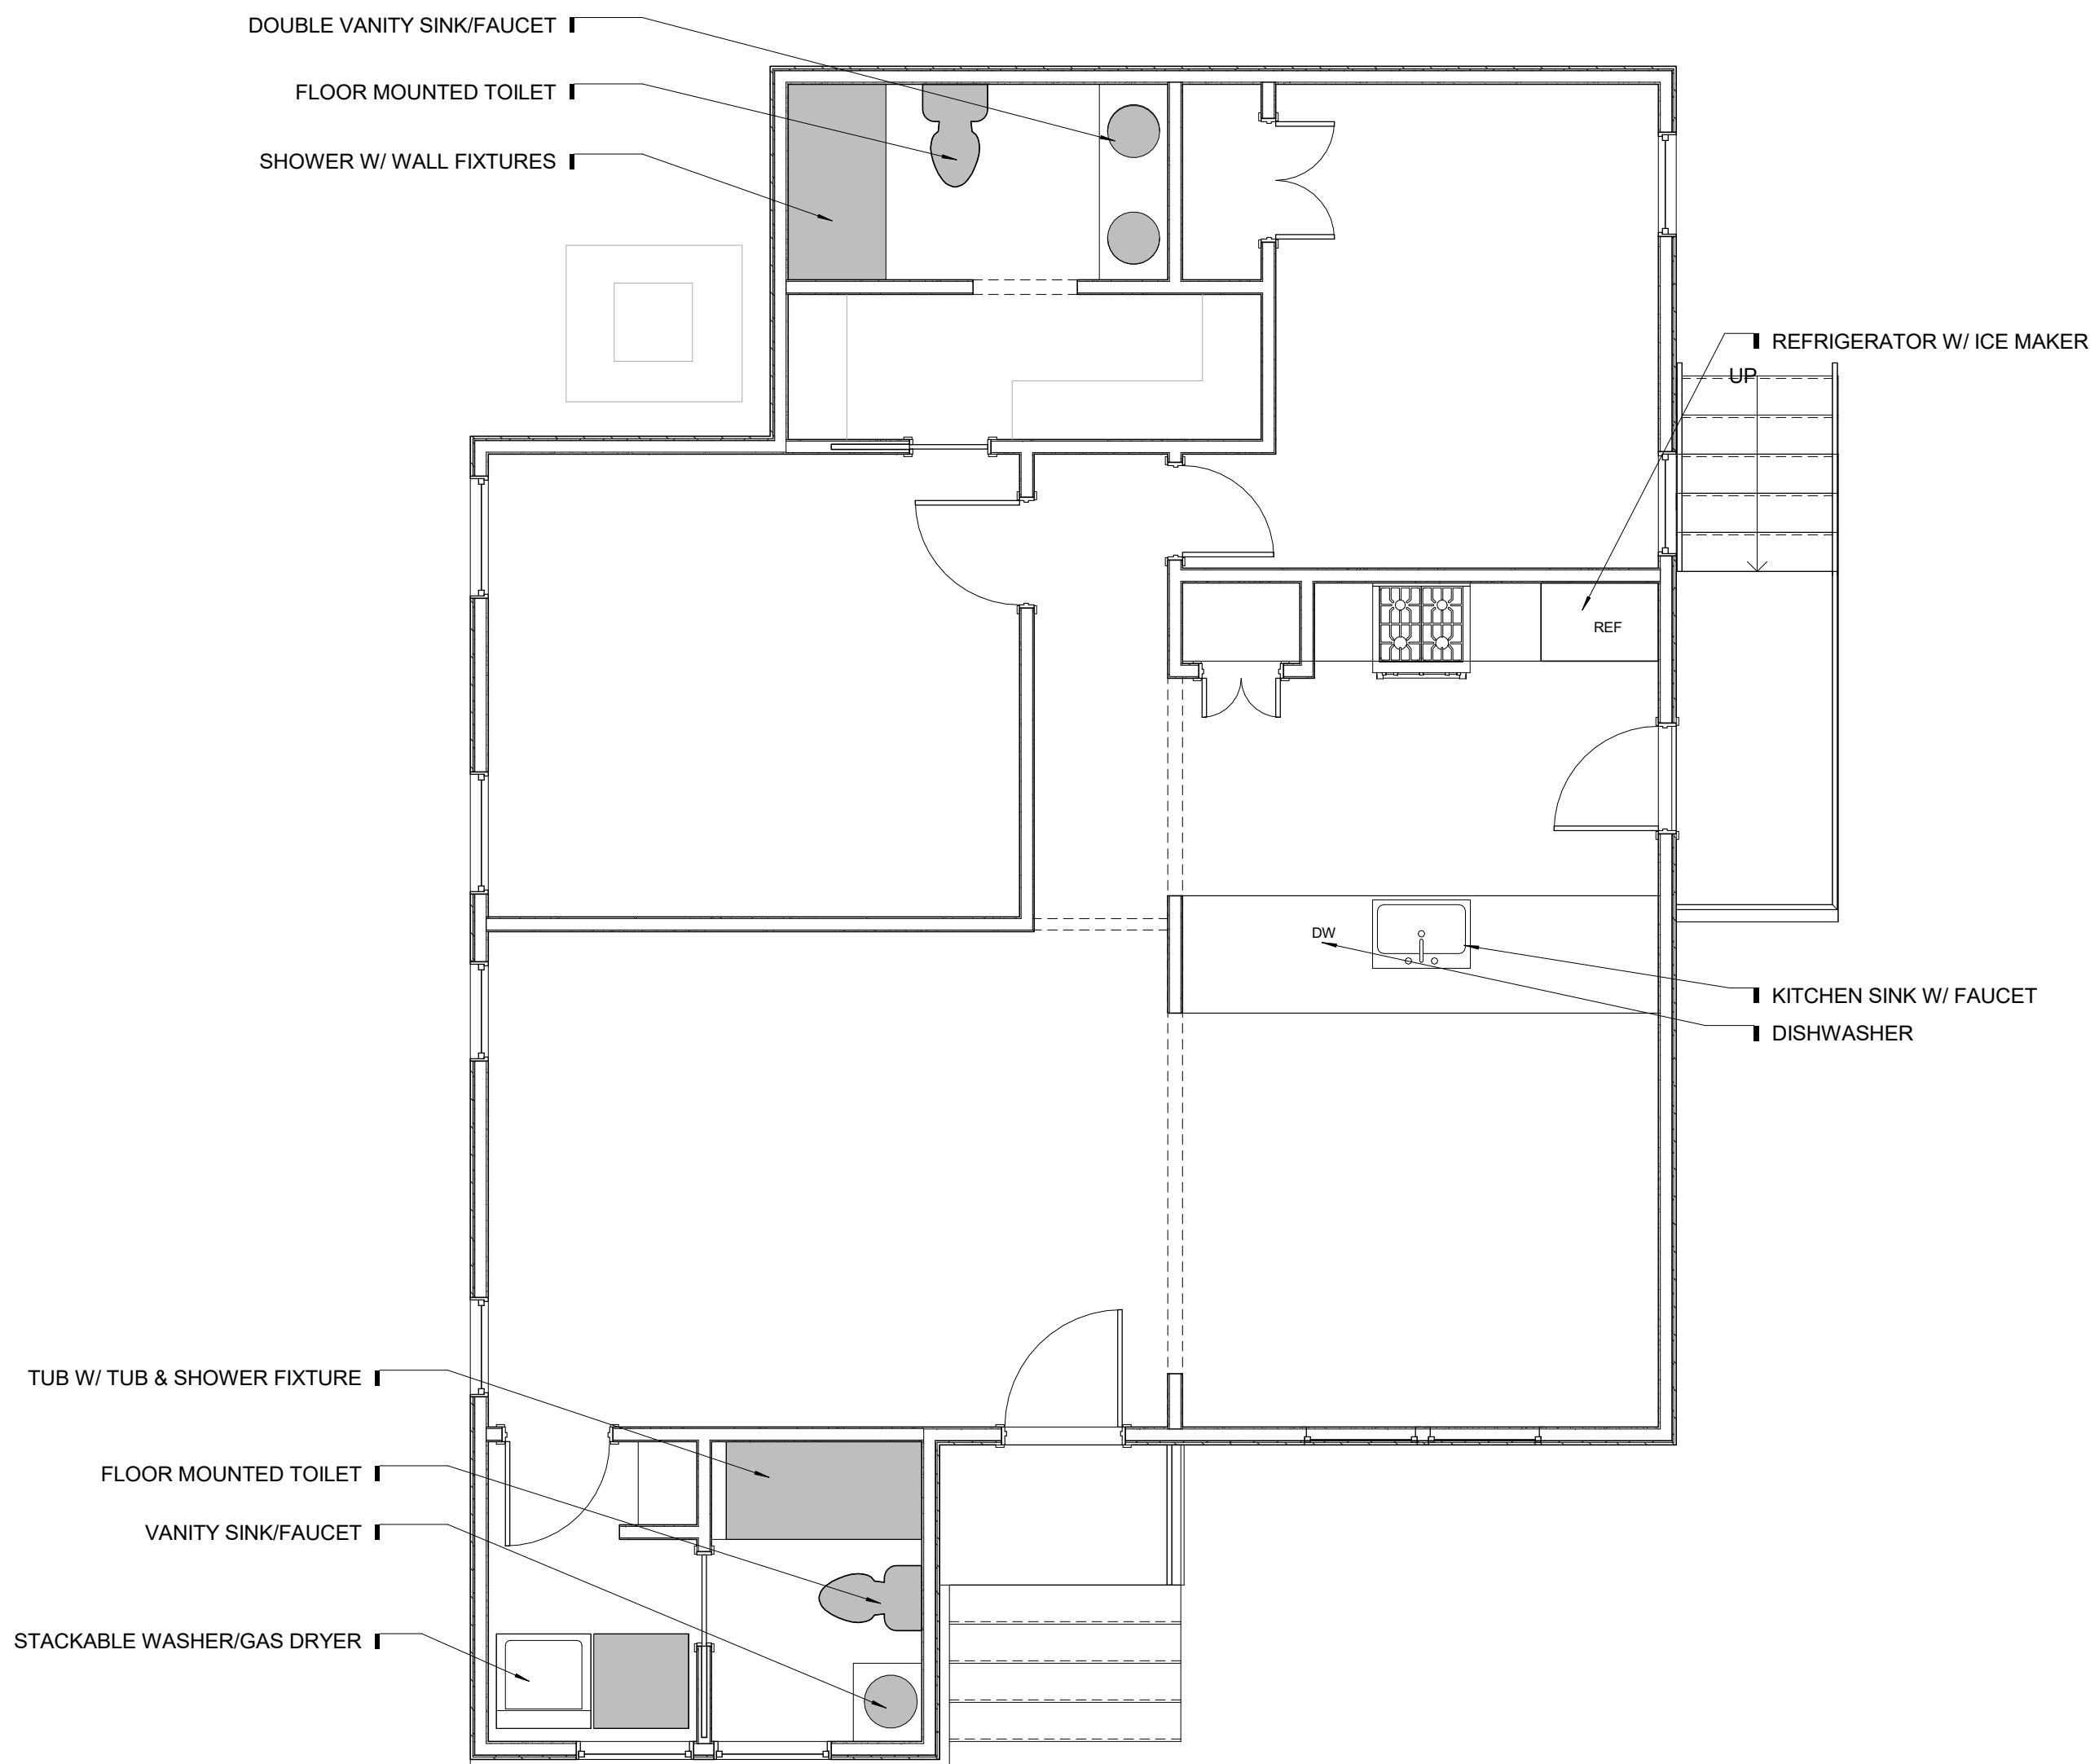 DOUBLE VANITY SINK/FAUCET
FLOOR MOUNTED TOILET
SHOWER W/ WALL FIXTURES
REFRIGERATOR W/ ICE MAKER
UP
REF
DW
KITCHEN SINK W/ FAUCET
DISHWASHER
TUB W/ TUB & SHOWER FIXTURE
FLOOR MOUNTED TOILET
VANITY SINK/FAUCET
STACKABLE WASHER/GAS DRYER